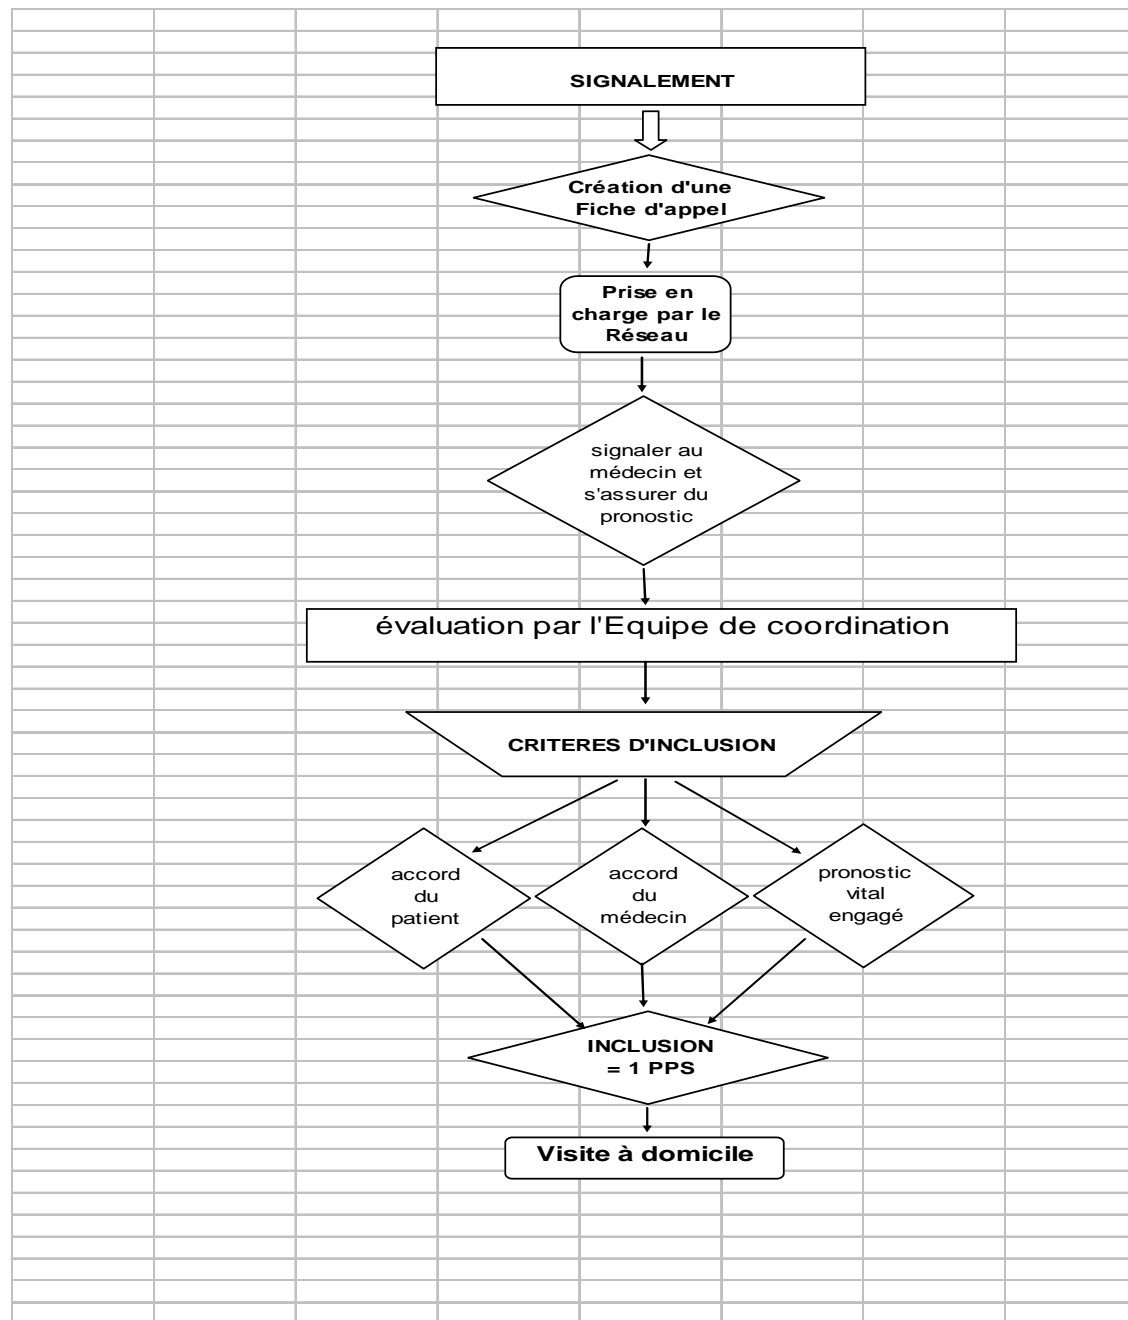 SIGNALEMENT
Création d'une
Fiche d'appel
Prise en
charge par le
Réseau
signaler au
médecin et
s'assurer du
pronostic
évaluation par l'Equipe de coordination
CRITERES D'INCLUSION
accord
du
patient
accord
du
médecin
pronostic
vital
engagé
INCLUSION
= 1 PPS
Visite à domicile